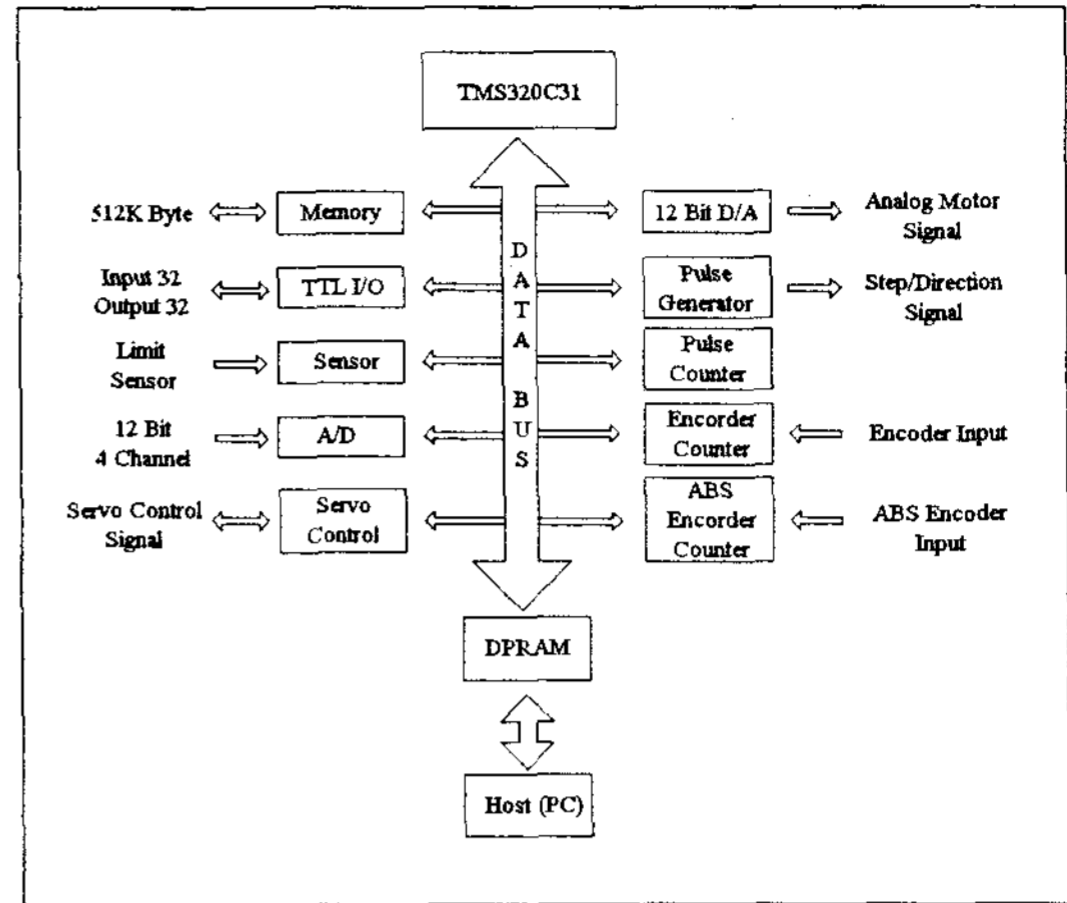 TMS320C31
512K Byte
Memory
12 Bit D/A
Analog Motor
Signal
Input 32
Output 32
TTL I/O
Pulse
Generator
Step/Direction
Signal
Limit
Sensor
Sensor
Pulse
Counter
12 Bit
4 Channel
A/D
Encorder
Counter
Encoder Input
Servo Control
Signal
Servo
Control
ABS
Encorder
Counter
ABS Encoder
Input
DATA BUS
DPRAM
Host (PC)